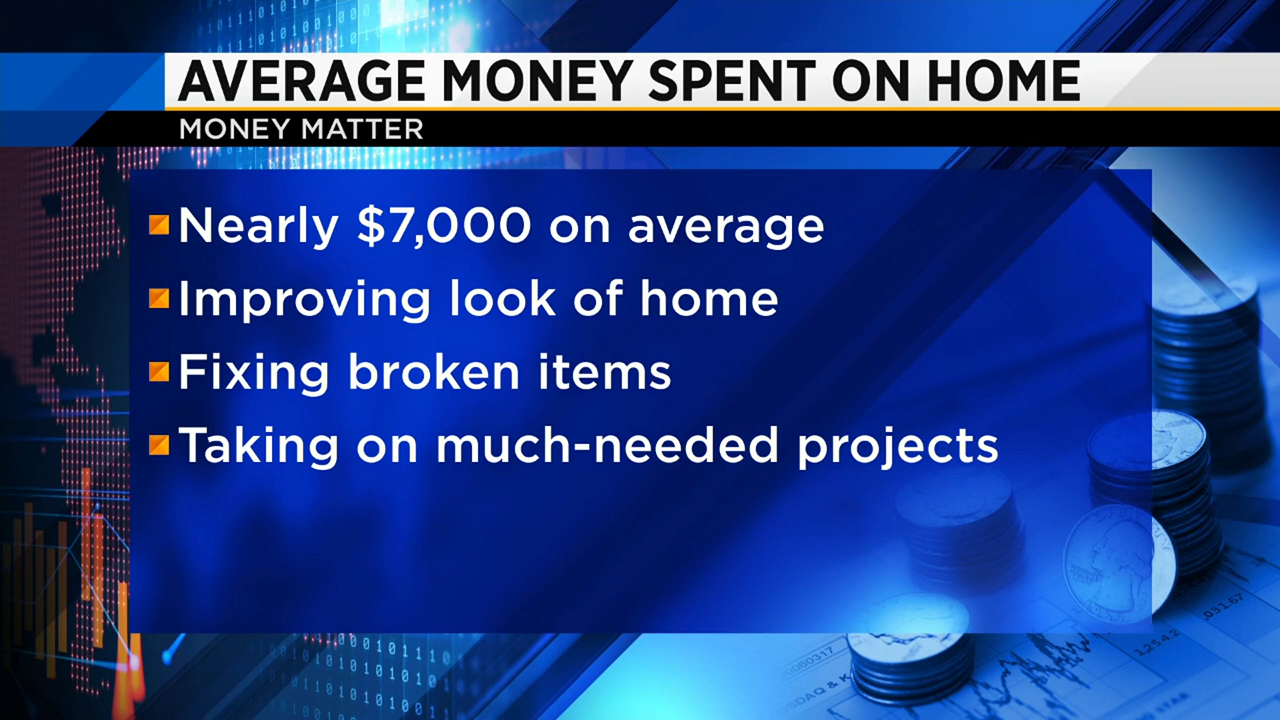 AVERAGE MONEY SPENT ON HOME
MONEY MATTER
Nearly $7,000 on average
Improving look of home
Fixing broken items
Taking on much-needed projects